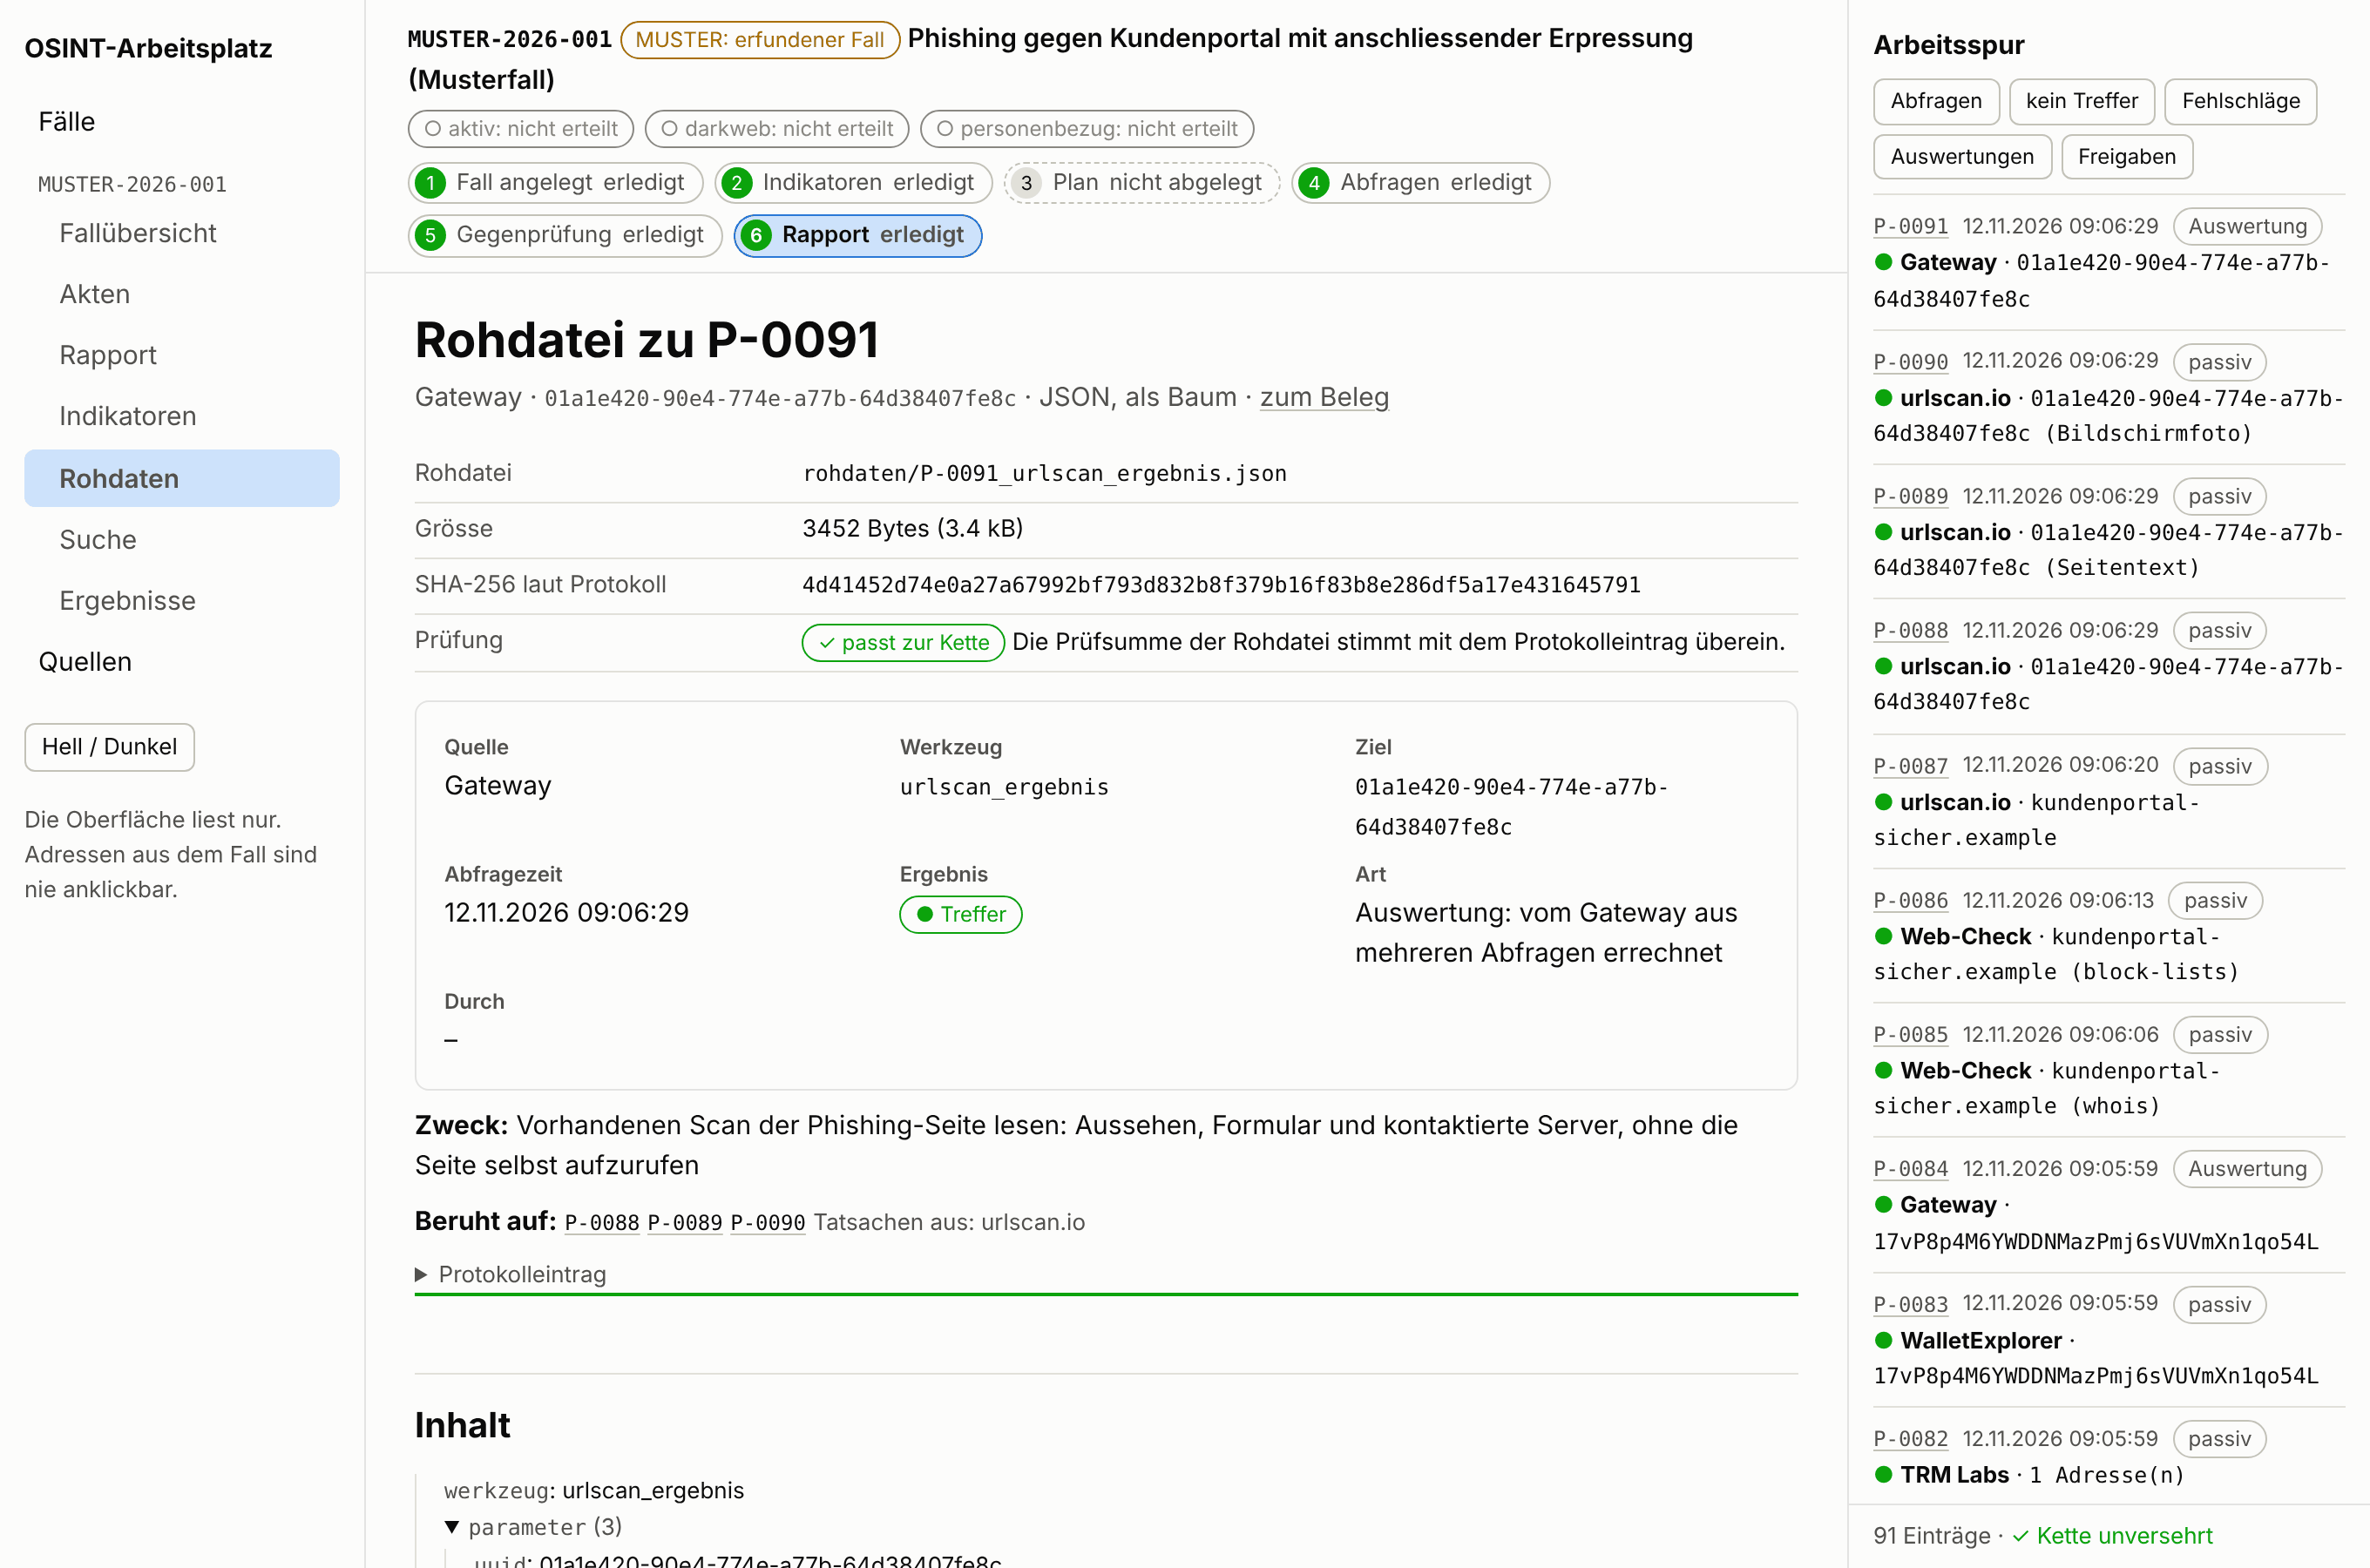 OSINT-Arbeitsplatz
Fälle
MUSTER-2026-001
Fallübersicht
Akten
Rapport
Indikatoren
Rohdaten
Suche
Ergebnisse
Quellen
Hell / Dunkel
Die Oberfläche liest nur.
Adressen aus dem Fall sind
nie anklickbar.
MUSTER-2026-001 MUSTER: erfundener Fall Phishing gegen Kundenportal mit anschliessender Erpressung
(Musterfall)
aktiv: nicht erteilt darkweb: nicht erteilt personenbezug: nicht erteilt
1 Fall angelegt erledigt 2 Indikatoren erledigt 3 Plan nicht abgelegt 4 Abfragen erledigt
5 Gegenprüfung erledigt 6 Rapport erledigt
Rohdatei zu P-0091
Gateway · 01a1e420-90e4-774e-a77b-64d38407fe8c · JSON, als Baum · zum Beleg
Rohdatei rohdaten/P-0091_urlscan_ergebnis.json
Grösse 3452 Bytes (3.4 kB)
SHA-256 laut Protokoll 4d41452d74e0a27a67992bf793d832b8f379b16f83b8e286df5a17e431645791
Prüfung ✓ passt zur Kette Die Prüfsumme der Rohdatei stimmt mit dem Protokolleintrag überein.
Quelle Werkzeug Ziel
Gateway urlscan_ergebnis 01a1e420-90e4-774e-a77b-
64d38407fe8c
Abfragezeit Ergebnis Art
12.11.2026 09:06:29 Treffer Auswertung: vom Gateway aus
mehreren Abfragen errechnet
Durch
–
Zweck: Vorhandenen Scan der Phishing-Seite lesen: Aussehen, Formular und kontaktierte Server, ohne die
Seite selbst aufzurufen
Beruht auf: P-0088 P-0089 P-0090 Tatsachen aus: urlscan.io
▶ Protokolleintrag
Inhalt
werkzeug: urlscan_ergebnis
▼ parameter (3)
uuid: 01a1e420-90e4-774e-a77b-64d38407fe8c
Arbeitsspur
Abfragen kein Treffer Fehlschläge
Auswertungen Freigaben
P-0091 12.11.2026 09:06:29 Auswertung
Gateway · 01a1e420-90e4-774e-a77b-
64d38407fe8c
P-0090 12.11.2026 09:06:29 passiv
urlscan.io · 01a1e420-90e4-774e-a77b-
64d38407fe8c (Bildschirmfoto)
P-0089 12.11.2026 09:06:29 passiv
urlscan.io · 01a1e420-90e4-774e-a77b-
64d38407fe8c (Seitentext)
P-0088 12.11.2026 09:06:29 passiv
urlscan.io · 01a1e420-90e4-774e-a77b-
64d38407fe8c
P-0087 12.11.2026 09:06:20 passiv
urlscan.io · kundenportal-
sicher.example
P-0086 12.11.2026 09:06:13 passiv
Web-Check · kundenportal-
sicher.example (block-lists)
P-0085 12.11.2026 09:06:06 passiv
Web-Check · kundenportal-
sicher.example (whois)
P-0084 12.11.2026 09:05:59 Auswertung
Gateway ·
17vP8p4M6YWDDNMazPmj6sVUVmXn1qo54L
P-0083 12.11.2026 09:05:59 passiv
WalletExplorer ·
17vP8p4M6YWDDNMazPmj6sVUVmXn1qo54L
P-0082 12.11.2026 09:05:59 passiv
TRM Labs · 1 Adresse(n)
91 Einträge · ✓ Kette unversehrt